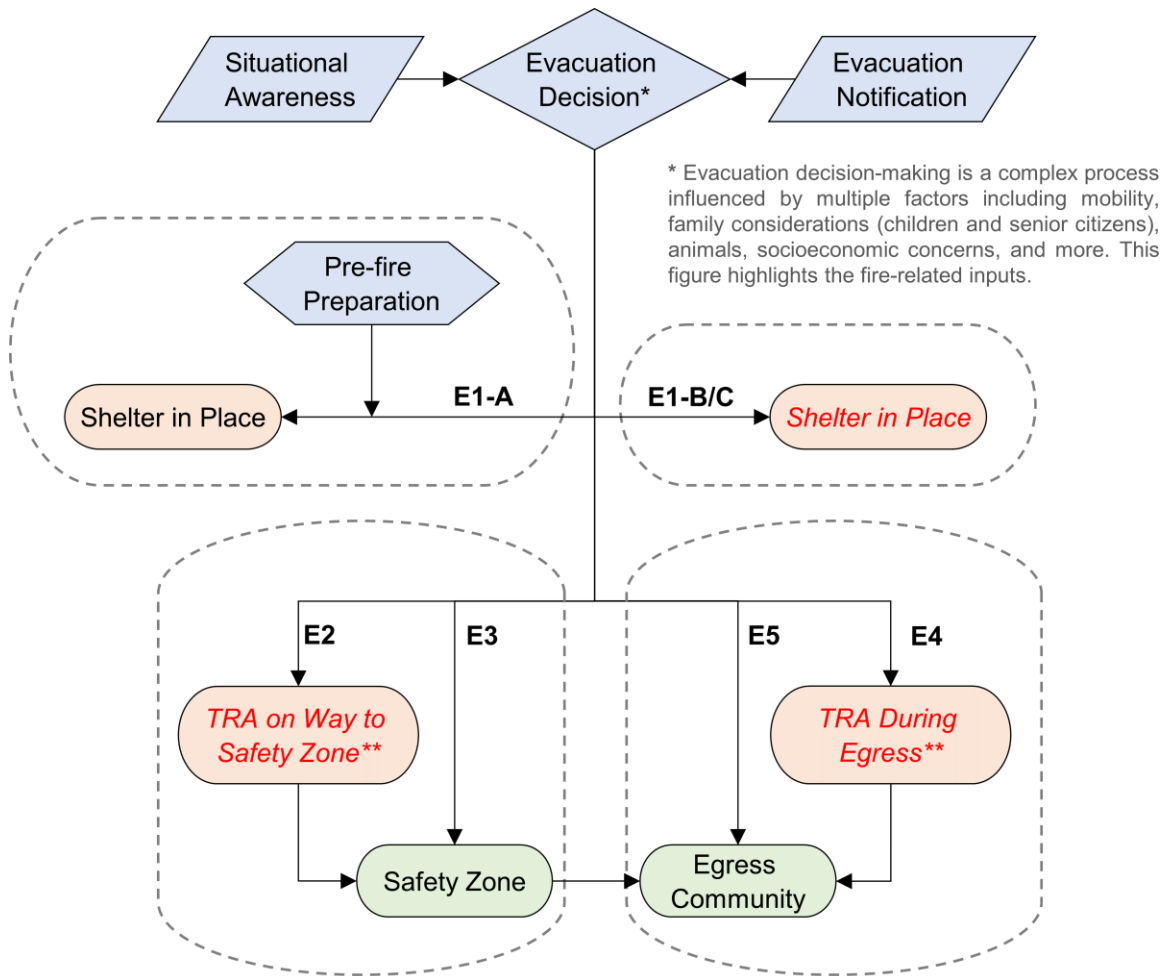 Situational
Awareness
Evacuation
Decision*
Evacuation
Notification
* Evacuation decision-making is a complex process
influenced by multiple factors including mobility,
family considerations (children and senior citizens),
animals, socioeconomic concerns, and more. This
figure highlights the fire-related inputs.
Pre-fire
Preparation
Shelter in Place
E1-A
E1-B/C
Shelter in Place
E2
E3
E5
E4
TRA on Way to
Safety Zone**
TRA During
Egress**
Safety Zone
Egress
Community